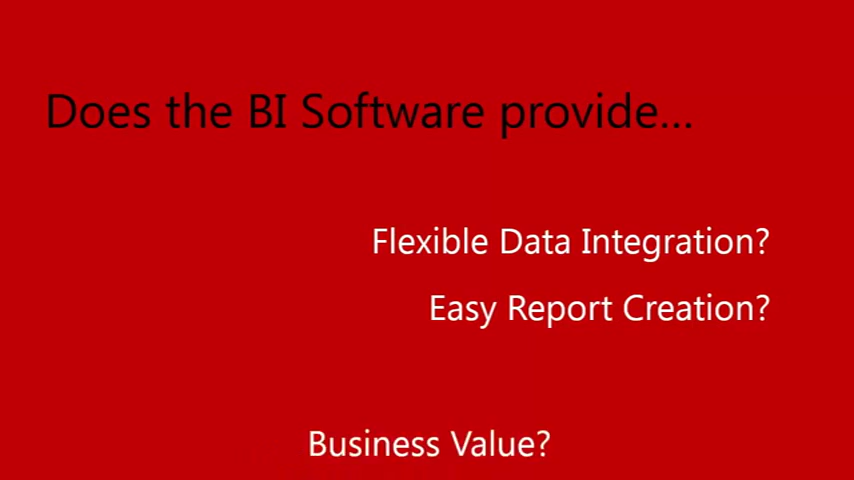 Does the BI Software provide...
Flexible Data Integration?
Easy Report Creation?
Business Value?